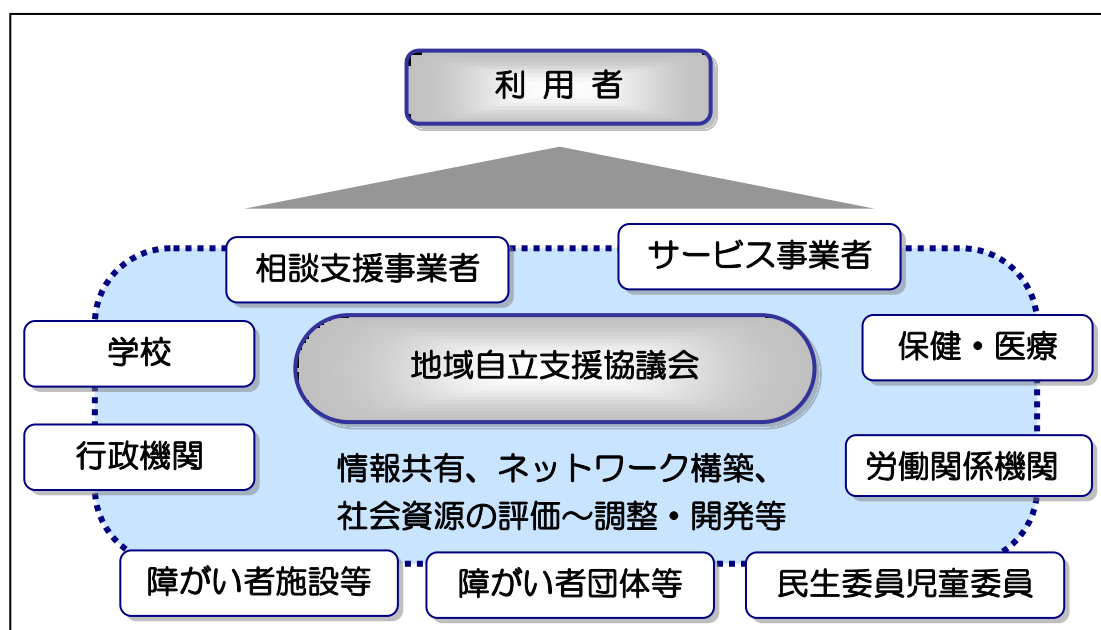 利用者
相談支援事業者
サービス事業者
学校
地域自立支援協議会
保健・医療
行政機関
情報共有、ネットワーク構築、
社会資源の評価～調整・開発等
労働関係機関
障がい者施設等
障がい者団体等
民生委員児童委員